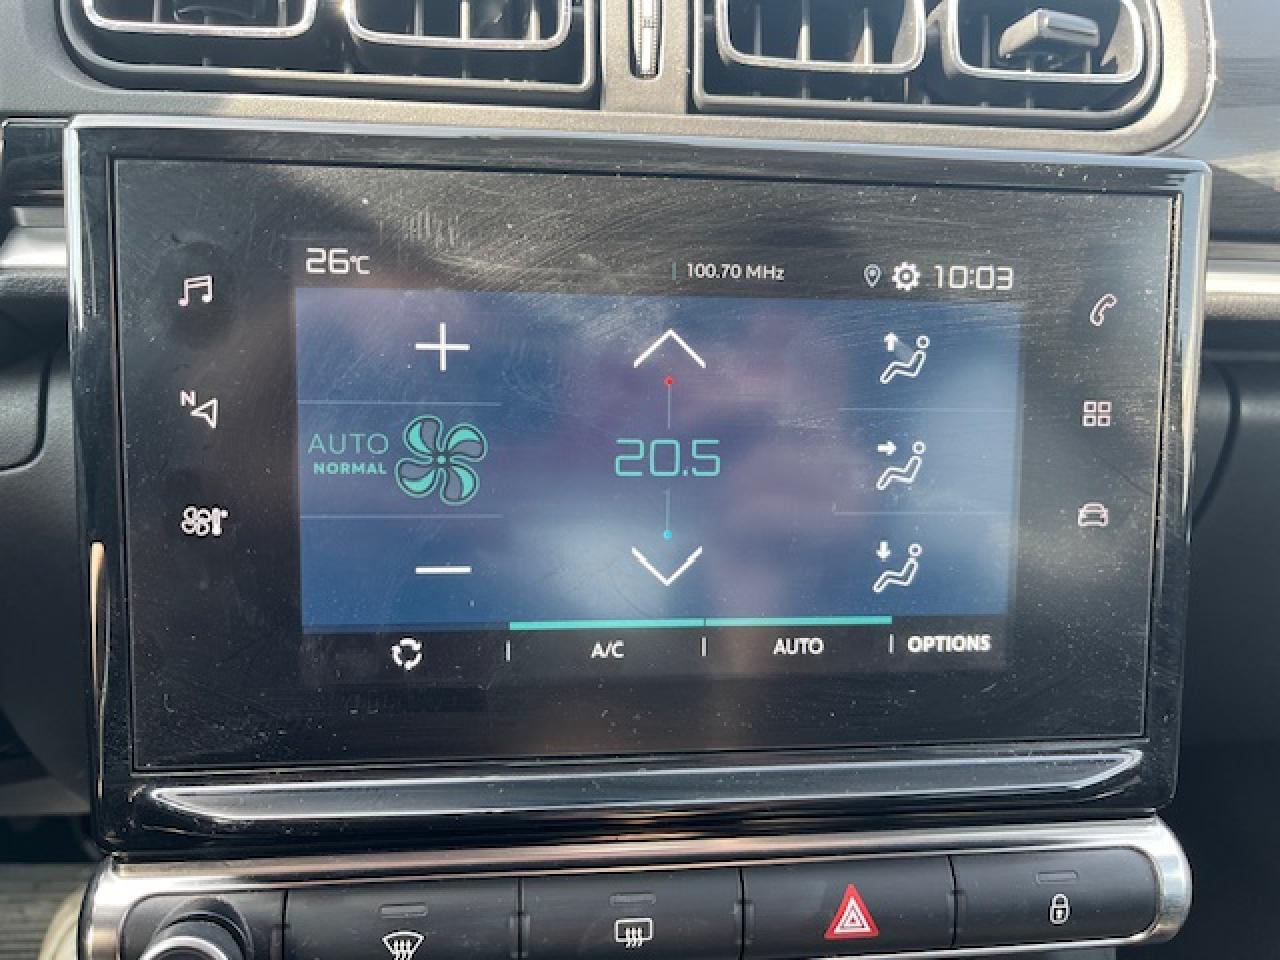 26°C
100.70 MHz
10:03
N
AUTO
NORMAL
20.5
A/C
AUTO
OPTIONS